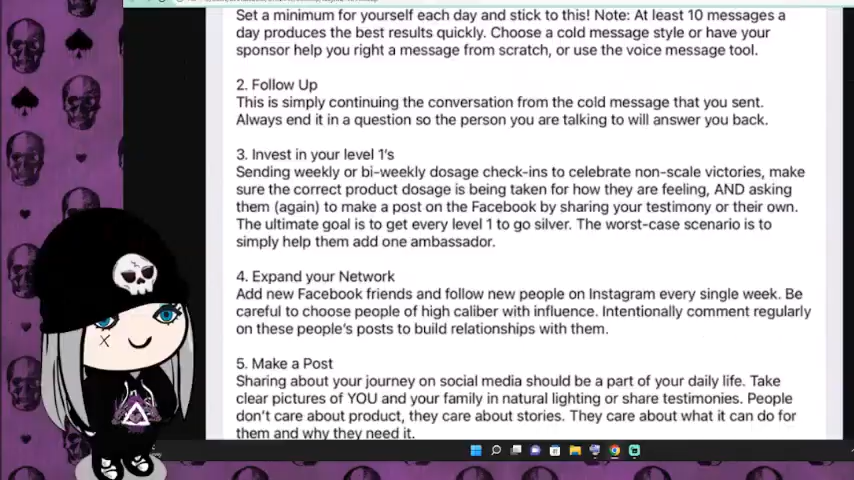 Set a minimum for yourself each day and stick to this! Note: At least 10 messages a
day produces the best results quickly. Choose a cold message style or have your
sponsor help you right a message from scratch, or use the voice message tool.
2. Follow Up
This is simply continuing the conversation from the cold message that you sent.
Always end it in a question so the person you are talking to will answer you back.
3. Invest in your level 1's
Sending weekly or bi-weekly dosage check-ins to celebrate non-scale victories, make
sure the correct product dosage is being taken for how they are feeling, AND asking
them (again) to make a post on the Facebook by sharing your testimony or their own.
The ultimate goal is to get every level 1 to go silver. The worst-case scenario is to
simply help them add one ambassador.
4. Expand your Network
Add new Facebook friends and follow new people on Instagram every single week. Be
careful to choose people of high caliber with influence. Intentionally comment regularly
on these people's posts to build relationships with them.
5. Make a Post
Sharing about your journey on social media should be a part of your daily life. Take
clear pictures of YOU and your family in natural lighting or share testimonies. People
don't care about product, they care about stories. They care about what it can do for
them and why they need it.